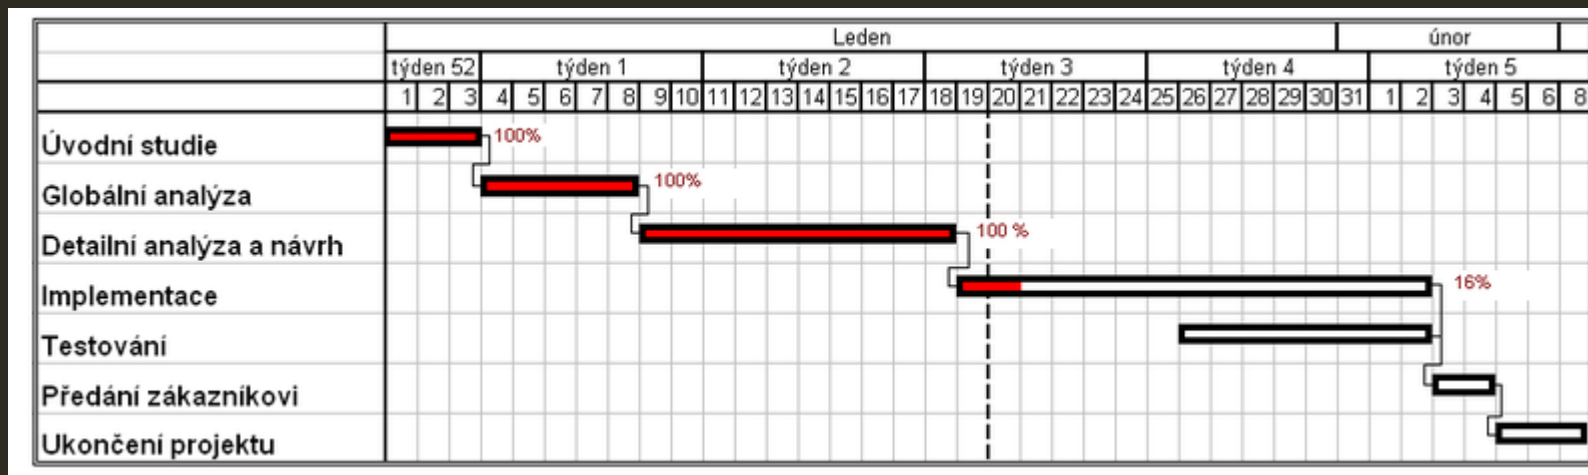 Leden únor
týden 52 týden 1 týden 2 týden 3 týden 4 týden 5
1 2 3 4 5 6 7 8 9 10 11 12 13 14 15 16 17 18 19 20 21 22 23 24 25 26 27 28 29 30 31 1 2 3 4 5 6 8
Úvodní studie 100%
Globální analýza 100%
Detailní analýza a návrh 100 %
Implementace 16%
Testování
Předání zákazníkovi
Ukončení projektu